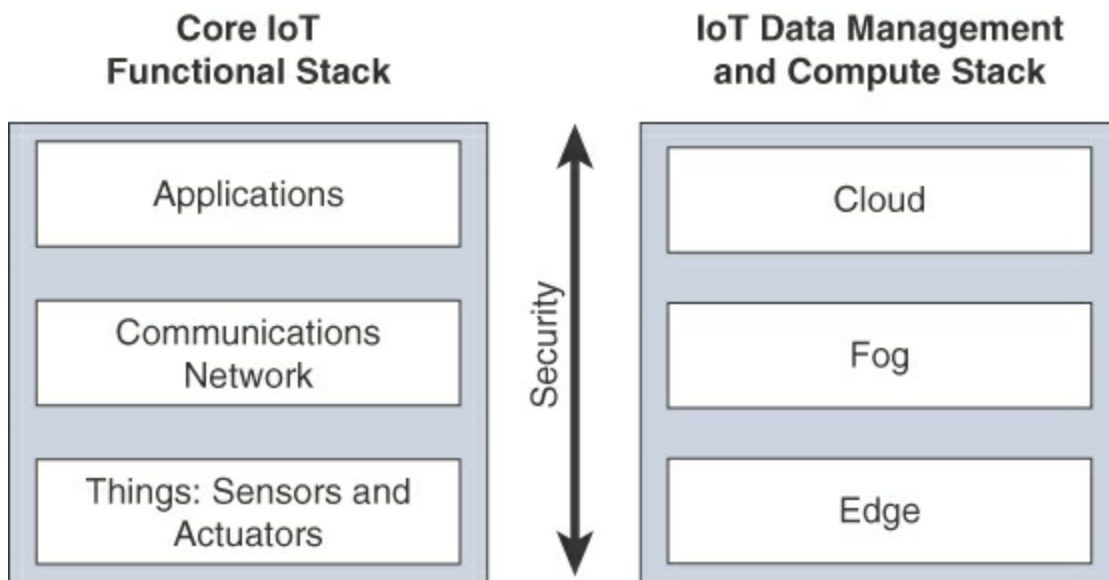 Core IoT
Functional Stack
Applications
Communications
Network
Things: Sensors and
Actuators
Security
IoT Data Management
and Compute Stack
Cloud
Fog
Edge